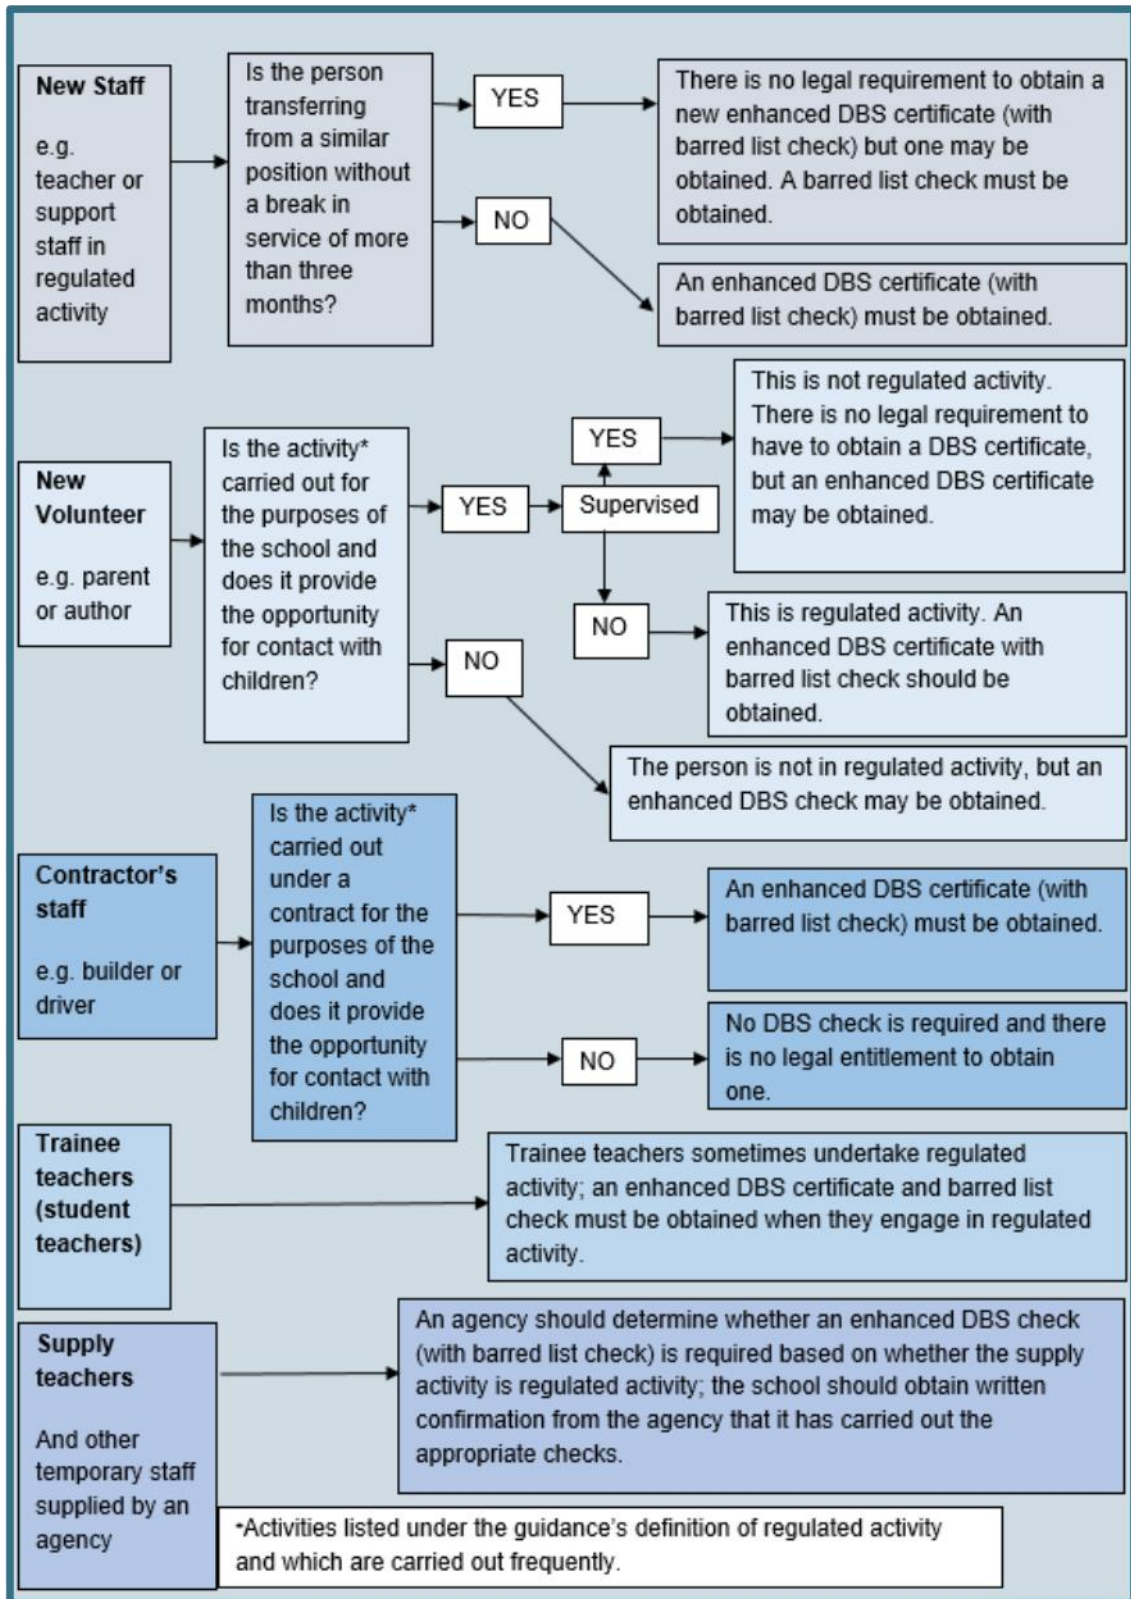 New Staff
e.g.
teacher or
support
staff in
regulated
activity
Is the person
transferring
from a similar
position without
a break in
service of more
than three
months?
YES
There is no legal requirement to obtain a
new enhanced DBS certificate (with
barred list check) but one may be
obtained. A barred list check must be
obtained.
NO
An enhanced DBS certificate (with
barred list check) must be obtained.
New
Volunteer
e.g. parent
or author
Is the activity*
carried out for
the purposes of
the school and
does it provide
the opportunity
for contact with
children?
YES
Supervised
YES
This is not regulated activity.
There is no legal requirement to
have to obtain a DBS certificate,
but an enhanced DBS certificate
may be obtained.
NO
This is regulated activity. An
enhanced DBS certificate with
barred list check should be
obtained.
NO
The person is not in regulated activity, but an
enhanced DBS check may be obtained.
Contractor's
staff
e.g. builder or
driver
Is the activity*
carried out
under a
contract for the
purposes of the
school and
does it provide
the opportunity
for contact with
children?
YES
An enhanced DBS certificate (with
barred list check) must be obtained.
NO
No DBS check is required and there
is no legal entitlement to obtain
one.
Trainee
teachers
(student
teachers)
Trainee teachers sometimes undertake regulated
activity; an enhanced DBS certificate and barred list
check must be obtained when they engage in regulated
activity.
Supply
teachers
And other
temporary staff
supplied by an
agency
An agency should determine whether an enhanced DBS check
(with barred list check) is required based on whether the supply
activity is regulated activity; the school should obtain written
confirmation from the agency that it has carried out the
appropriate checks.
*Activities listed under the guidance's definition of regulated activity
and which are carried out frequently.